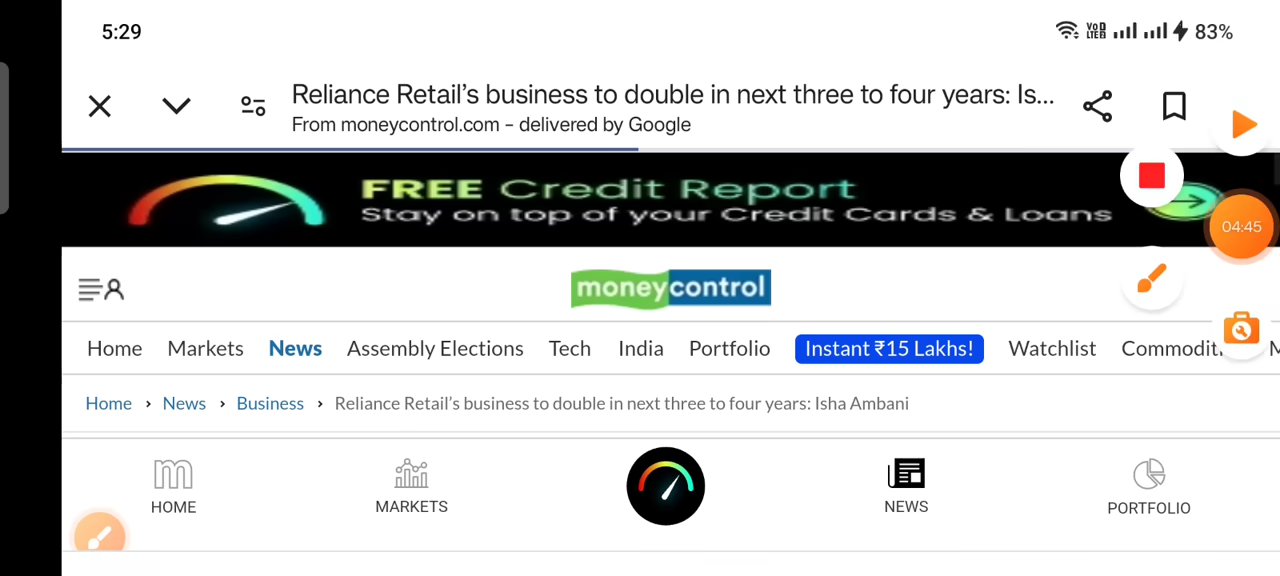 5:29
VoD LTED 83%
Reliance Retail's business to double in next three to four years: Is...
From moneycontrol.com – delivered by Google
FREE Credit Report
Stay on top of your Credit Cards & Loans
04:45
moneycontrol
Home Markets News Assembly Elections Tech India Portfolio Instant ₹15 Lakhs! Watchlist Commodit. M
Home › News › Business › Reliance Retail's business to double in next three to four years: Isha Ambani
HOME MARKETS NEWS PORTFOLIO